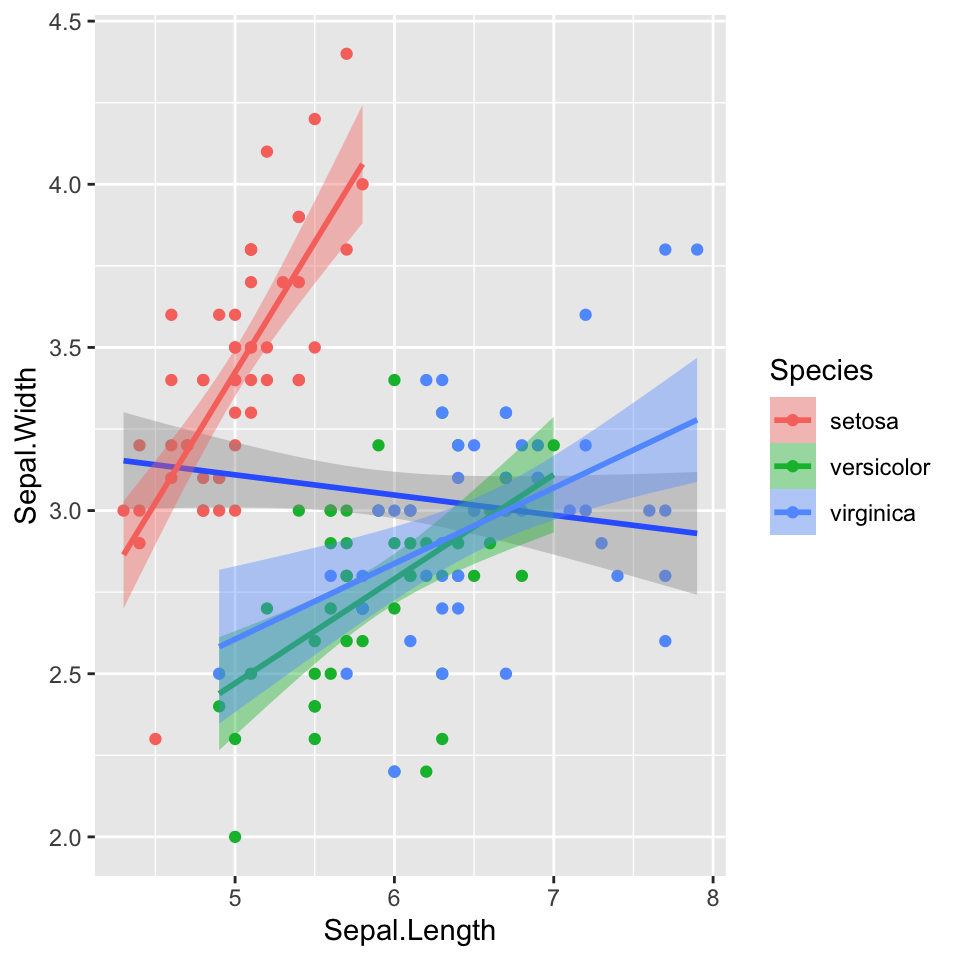 4.5
4.0
3.5
3.0
2.5
2.0
Sepal.Width
5 6 7 8
Sepal.Length
Species
setosa
versicolor
virginica